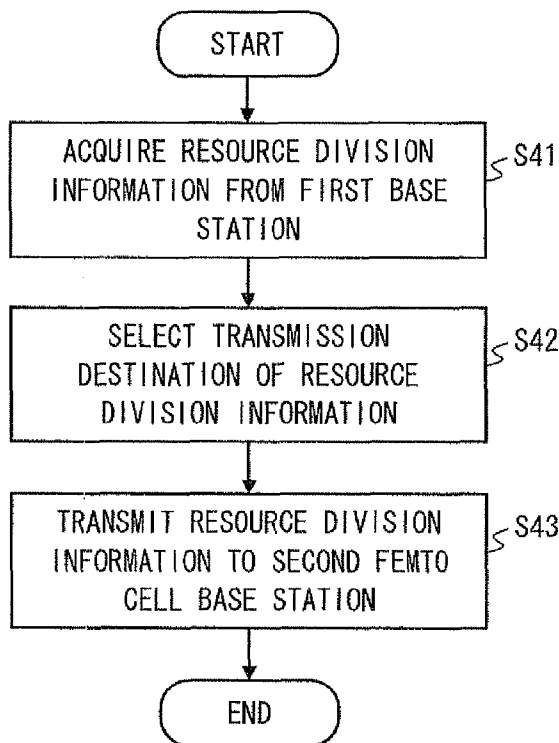 START
ACQUIRE RESOURCE DIVISION
INFORMATION FROM FIRST BASE
STATION
S41
SELECT TRANSMISSION
DESTINATION OF RESOURCE
DIVISION INFORMATION
S42
TRANSMIT RESOURCE DIVISION
INFORMATION TO SECOND FEMTO
CELL BASE STATION
S43
END